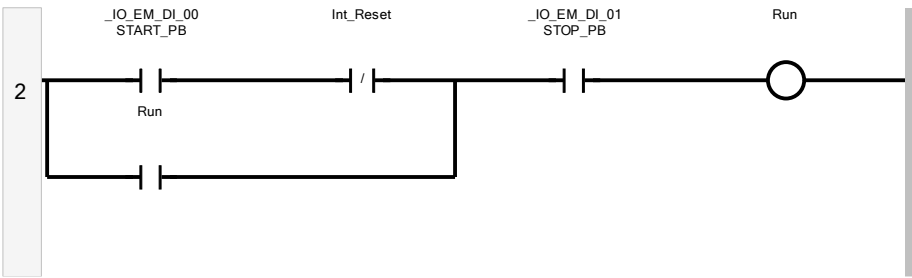 _IO_EM_DI_00
START_PB
Int_Reset
_IO_EM_DI_01
STOP_PB
Run
2
/
Run